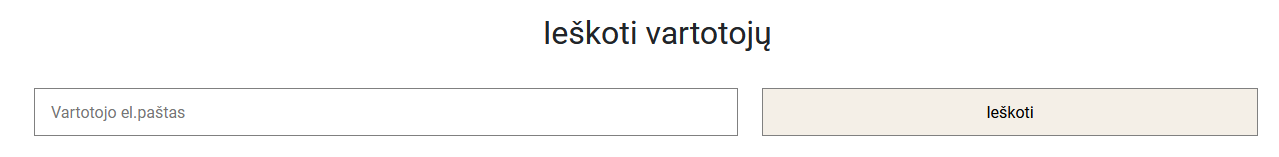 Ieškoti vartotojų
Vartotojo el.paštas
Ieškoti